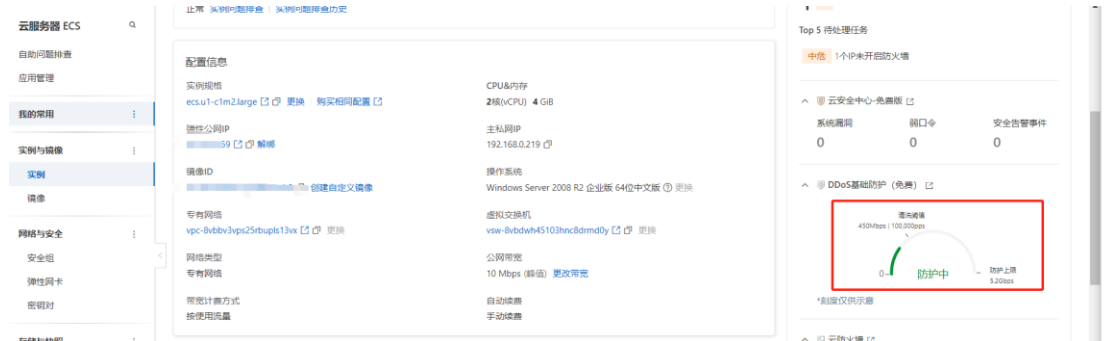 云服务器 ECS
自助问题排查
应用管理
我的常用
实例与镜像
实例
镜像
网络与安全
安全组
弹性网卡
密钥对
正常 实例问题排查 实例问题排查历史
配置信息
实例规格
ecs.u1-c1m2.large 更换 购买相同配置
CPU&内存
2核(vCPU) 4 GiB
弹性公网IP
59 解绑
主私网IP
192.168.0.219
镜像ID
创建自定义镜像
操作系统
Windows Server 2008 R2 企业版 64位中文版 更换
专有网络
vpc-8vbbv3vps25rbupls13vx 更换
虚拟交换机
vsw-8vbdwh45103hnc8drmd0y 更换
网络类型
专有网络
公网带宽
10 Mbps (峰值) 更改带宽
带宽计费方式
按使用流量
自动续费
手动续费
Top 5 待处理任务
中危 1个IP未开启防火墙
云安全中心-免费版
系统漏洞 弱口令 安全告警事件
0 0 0
DDoS基础防护（免费）
清洗阈值
450Mbps | 100,000pps
0
防护中
防护上限
5.2Gbps
*刻度仅供示意
云防火墙